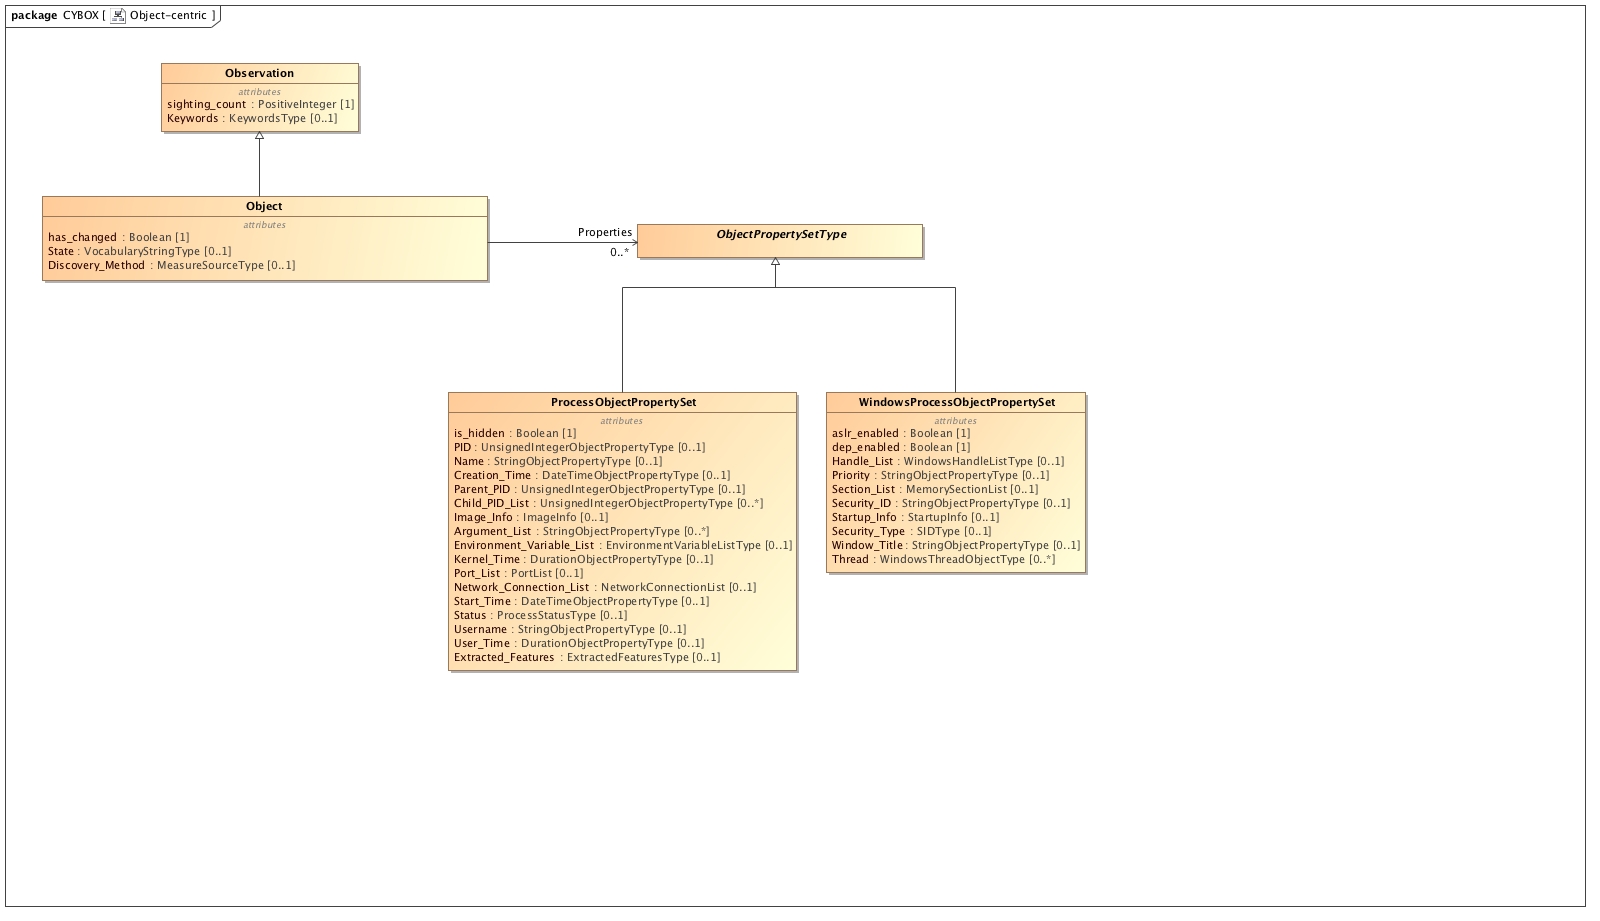 package CYBOX [ Object-centric ]
Observation
attributes
sighting_count : PositiveInteger [1]
Keywords : KeywordsType [0..1]
Object
attributes
has_changed : Boolean [1]
State : VocabularyStringType [0..1]
Discovery_Method : MeasureSourceType [0..1]
Properties
0..*
ObjectPropertySetType
ProcessObjectPropertySet
attributes
is_hidden : Boolean [1]
PID : UnsignedIntegerObjectPropertyType [0..1]
Name : StringObjectPropertyType [0..1]
Creation_Time : DateTimeObjectPropertyType [0..1]
Parent_PID : UnsignedIntegerObjectPropertyType [0..1]
Child_PID_List : UnsignedIntegerObjectPropertyType [0..*]
Image_Info : ImageInfo [0..1]
Argument_List : StringObjectPropertyType [0..*]
Environment_Variable_List : EnvironmentVariableListType [0..1]
Kernel_Time : DurationObjectPropertyType [0..1]
Port_List : PortList [0..1]
Network_Connection_List : NetworkConnectionList [0..1]
Start_Time : DateTimeObjectPropertyType [0..1]
Status : ProcessStatusType [0..1]
Username : StringObjectPropertyType [0..1]
User_Time : DurationObjectPropertyType [0..1]
Extracted_Features : ExtractedFeaturesType [0..1]
WindowsProcessObjectPropertySet
attributes
aslr_enabled : Boolean [1]
dep_enabled : Boolean [1]
Handle_List : WindowsHandleListType [0..1]
Priority : StringObjectPropertyType [0..1]
Section_List : MemorySectionList [0..1]
Security_ID : StringObjectPropertyType [0..1]
Startup_Info : StartupInfo [0..1]
Security_Type : SIDType [0..1]
Window_Title : StringObjectPropertyType [0..1]
Thread : WindowsThreadObjectType [0..*]